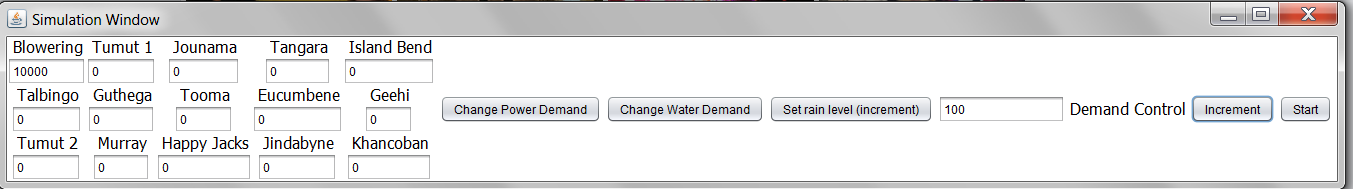 Simulation Window
Blowering Tumut 1 Jounama Tangara Island Bend
10000 0 0 0 0
Talbingo Guthega Tooma Eucumbene Geehi
0 0 0 0 0 Change Power Demand Change Water Demand Set rain level (increment) 100 Demand Control Increment Start
Tumut 2 Murray Happy Jacks Jindabyne Khancoban
0 0 0 0 0